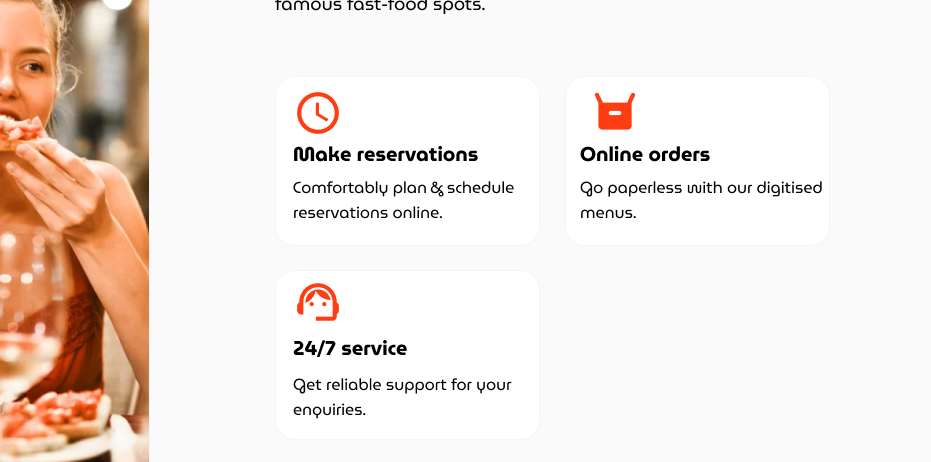 famous fast-food spots.
Make reservations
Comfortably plan & schedule
reservations online.
Online orders
Go paperless with our digitised
menus.
24/7 service
Get reliable support for your
enquiries.